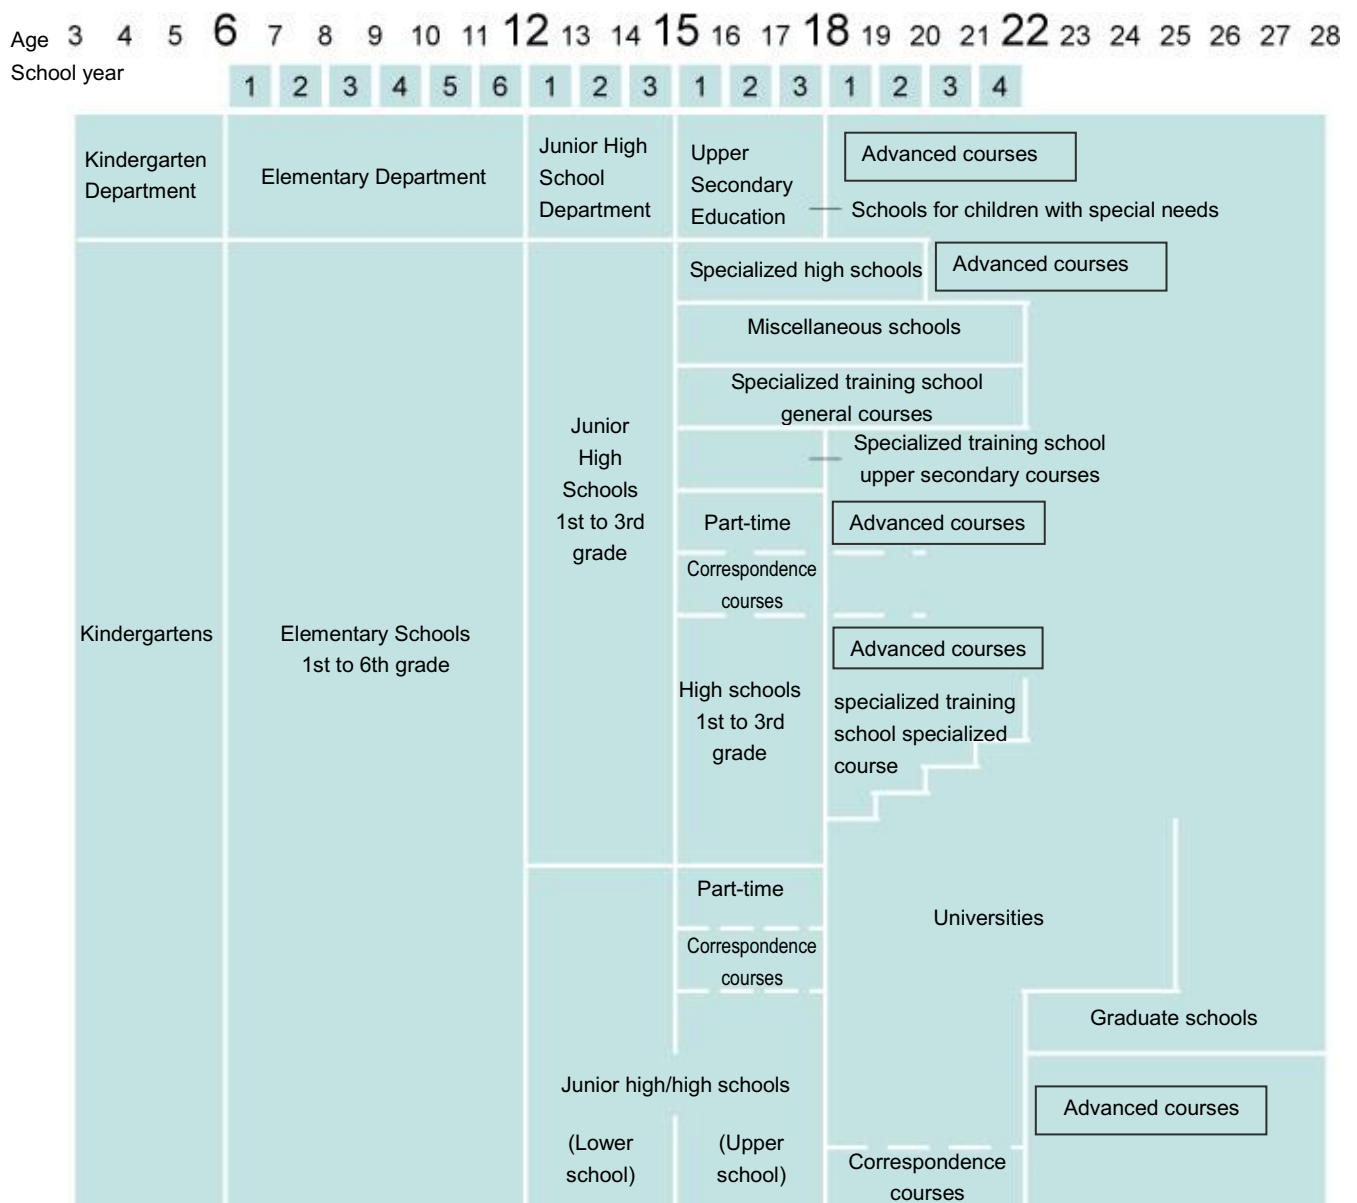 Age 3 4 5 6 7 8 9 10 11 12 13 14 15 16 17 18 19 20 21 22 23 24 25 26 27 28
School year
1 2 3 4 5 6 1 2 3 1 2 3 1 2 3 4
Kindergarten
Department
Elementary Department
Junior High
School
Department
Upper
Secondary
Education
Advanced courses
Schools for children with special needs
Specialized high schools
Advanced courses
Miscellaneous schools
Specialized training school
general courses
Specialized training school
upper secondary courses
Junior
High
Schools
1st to 3rd
grade
Part-time
Advanced courses
Correspondence
courses
Kindergartens
Elementary Schools
1st to 6th grade
Advanced courses
High schools
1st to 3rd
grade
specialized training
school specialized
course
Part-time
Correspondence
courses
Universities
Graduate schools
Junior high/high schools
Advanced courses
(Lower
school)
(Upper
school)
Correspondence
courses